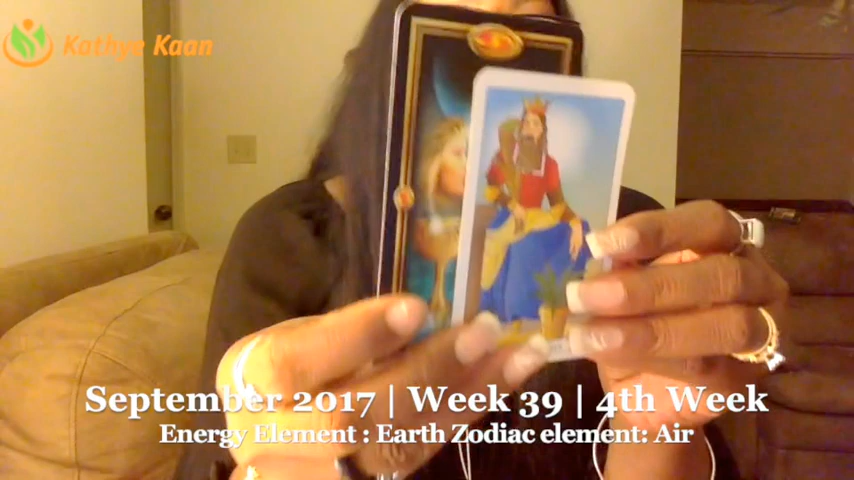 Kathye Kaan
September 2017 | Week 39 | 4th Week
Energy Element : Earth Zodiac element: Air